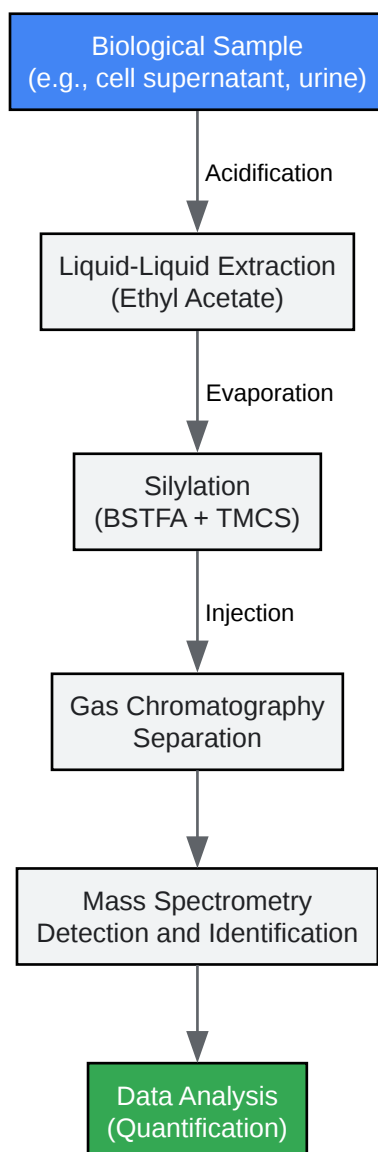 Biological Sample
(e.g., cell supernatant, urine)
Acidification
Liquid-Liquid Extraction
(Ethyl Acetate)
Evaporation
Silylation
(BSTFA + TMCS)
Injection
Gas Chromatography
Separation
Mass Spectrometry
Detection and Identification
Data Analysis
(Quantification)